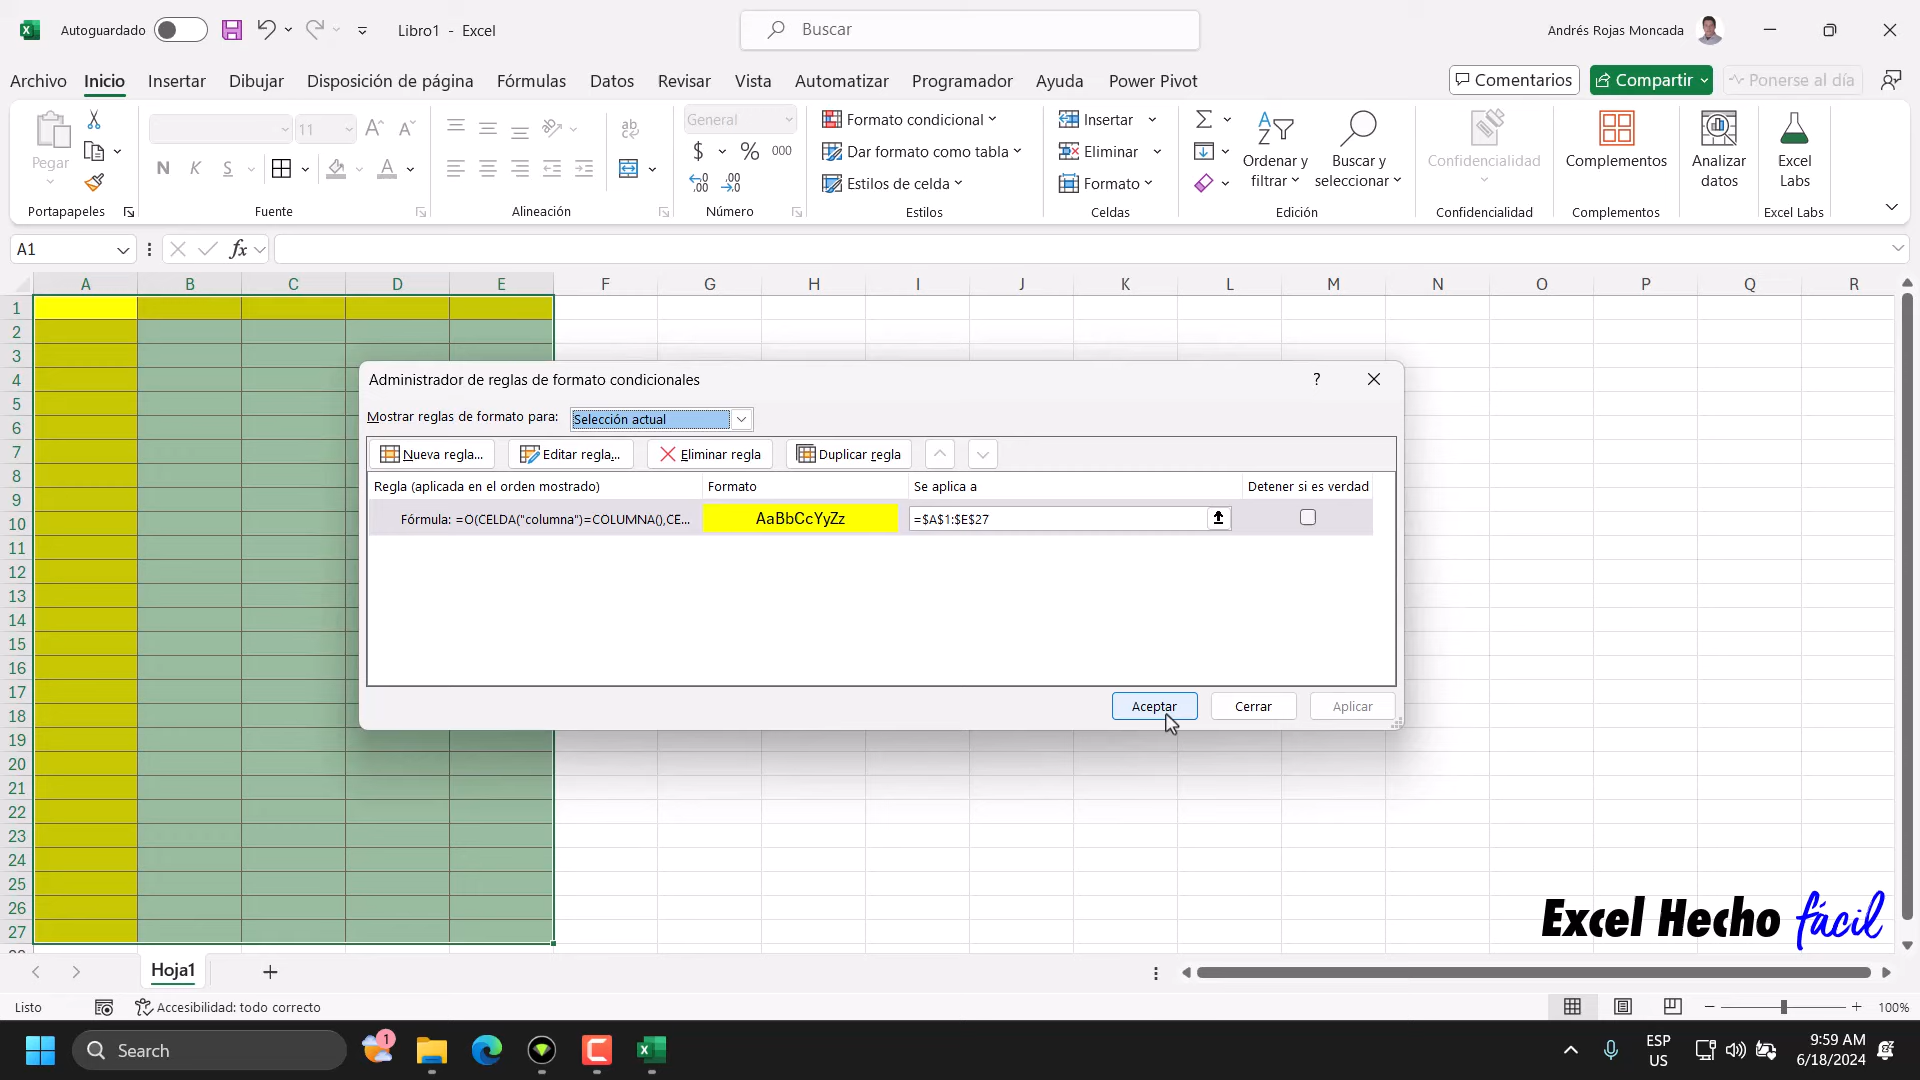 Autoguardado
Libro1 - Excel
Buscar
Andrés Rojas Moncada
Archivo Inicio Insertar Dibujar Disposición de página Fórmulas Datos Revisar Vista Automatizar Programador Ayuda Power Pivot
Comentarios Compartir Ponerse al día
Pegar
Portapapeles
11
N K S
Fuente
ab
Alineación
General
$ % 000
Número
Formato condicional
Dar formato como tabla
Estilos de celda
Estilos
Insertar
Eliminar
Formato
Celdas
Ordenar y filtrar
Buscar y seleccionar
Edición
Confidencialidad
Confidencialidad
Complementos
Complementos
Analizar datos
Excel Labs
Excel Labs
A1
fx
A B C D E F G H I J K L M N O P Q R
1
2
3
4
5
6
7
8
9
10
11
12
13
14
15
16
17
18
19
20
21
22
23
24
25
26
27
Administrador de reglas de formato condicionales
?
Mostrar reglas de formato para: Selección actual
Nueva regla... Editar regla... Eliminar regla Duplicar regla
Regla (aplicada en el orden mostrado) Formato Se aplica a Detener si es verdad
Fórmula: =O(CELDA("columna")=COLUMNA(),CE... AaBbCcYyZz =$A$1:$E$27
Aceptar Cerrar Aplicar
Excel Hecho fácil
Hoja1
Listo Accesibilidad: todo correcto 100%
Search
1
ESP
US
9:59 AM
6/18/2024